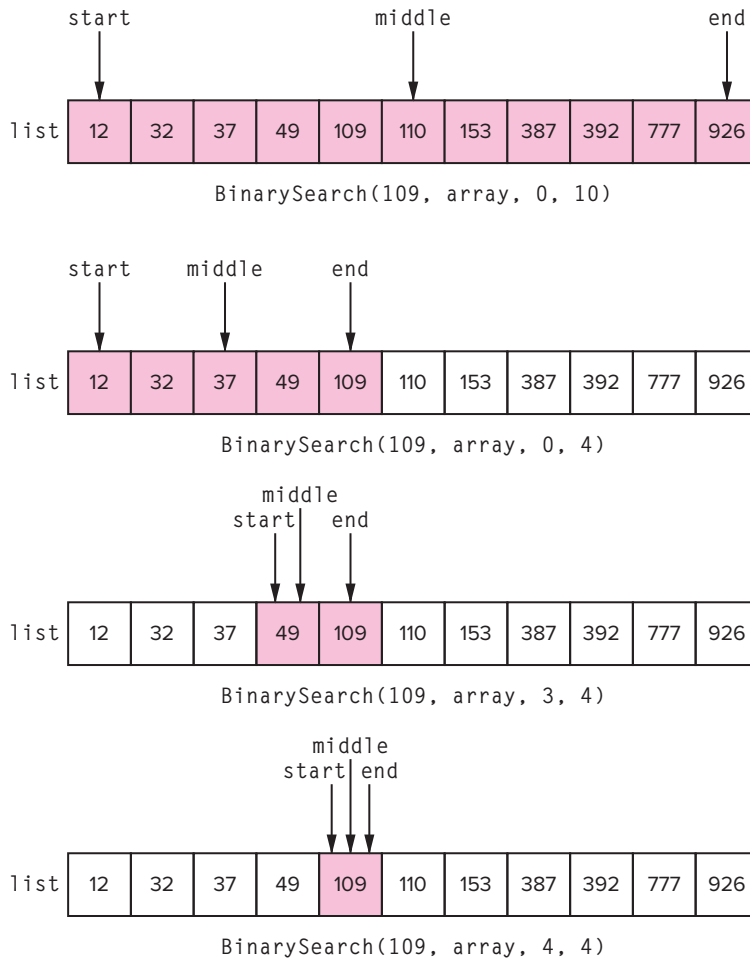 start middle end
list 12 32 37 49 109 110 153 387 392 777 926
BinarySearch(109, array, 0, 10)
start middle end
list 12 32 37 49 109 110 153 387 392 777 926
BinarySearch(109, array, 0, 4)
middle
start end
list 12 32 37 49 109 110 153 387 392 777 926
BinarySearch(109, array, 3, 4)
middle
start end
list 12 32 37 49 109 110 153 387 392 777 926
BinarySearch(109, array, 4, 4)